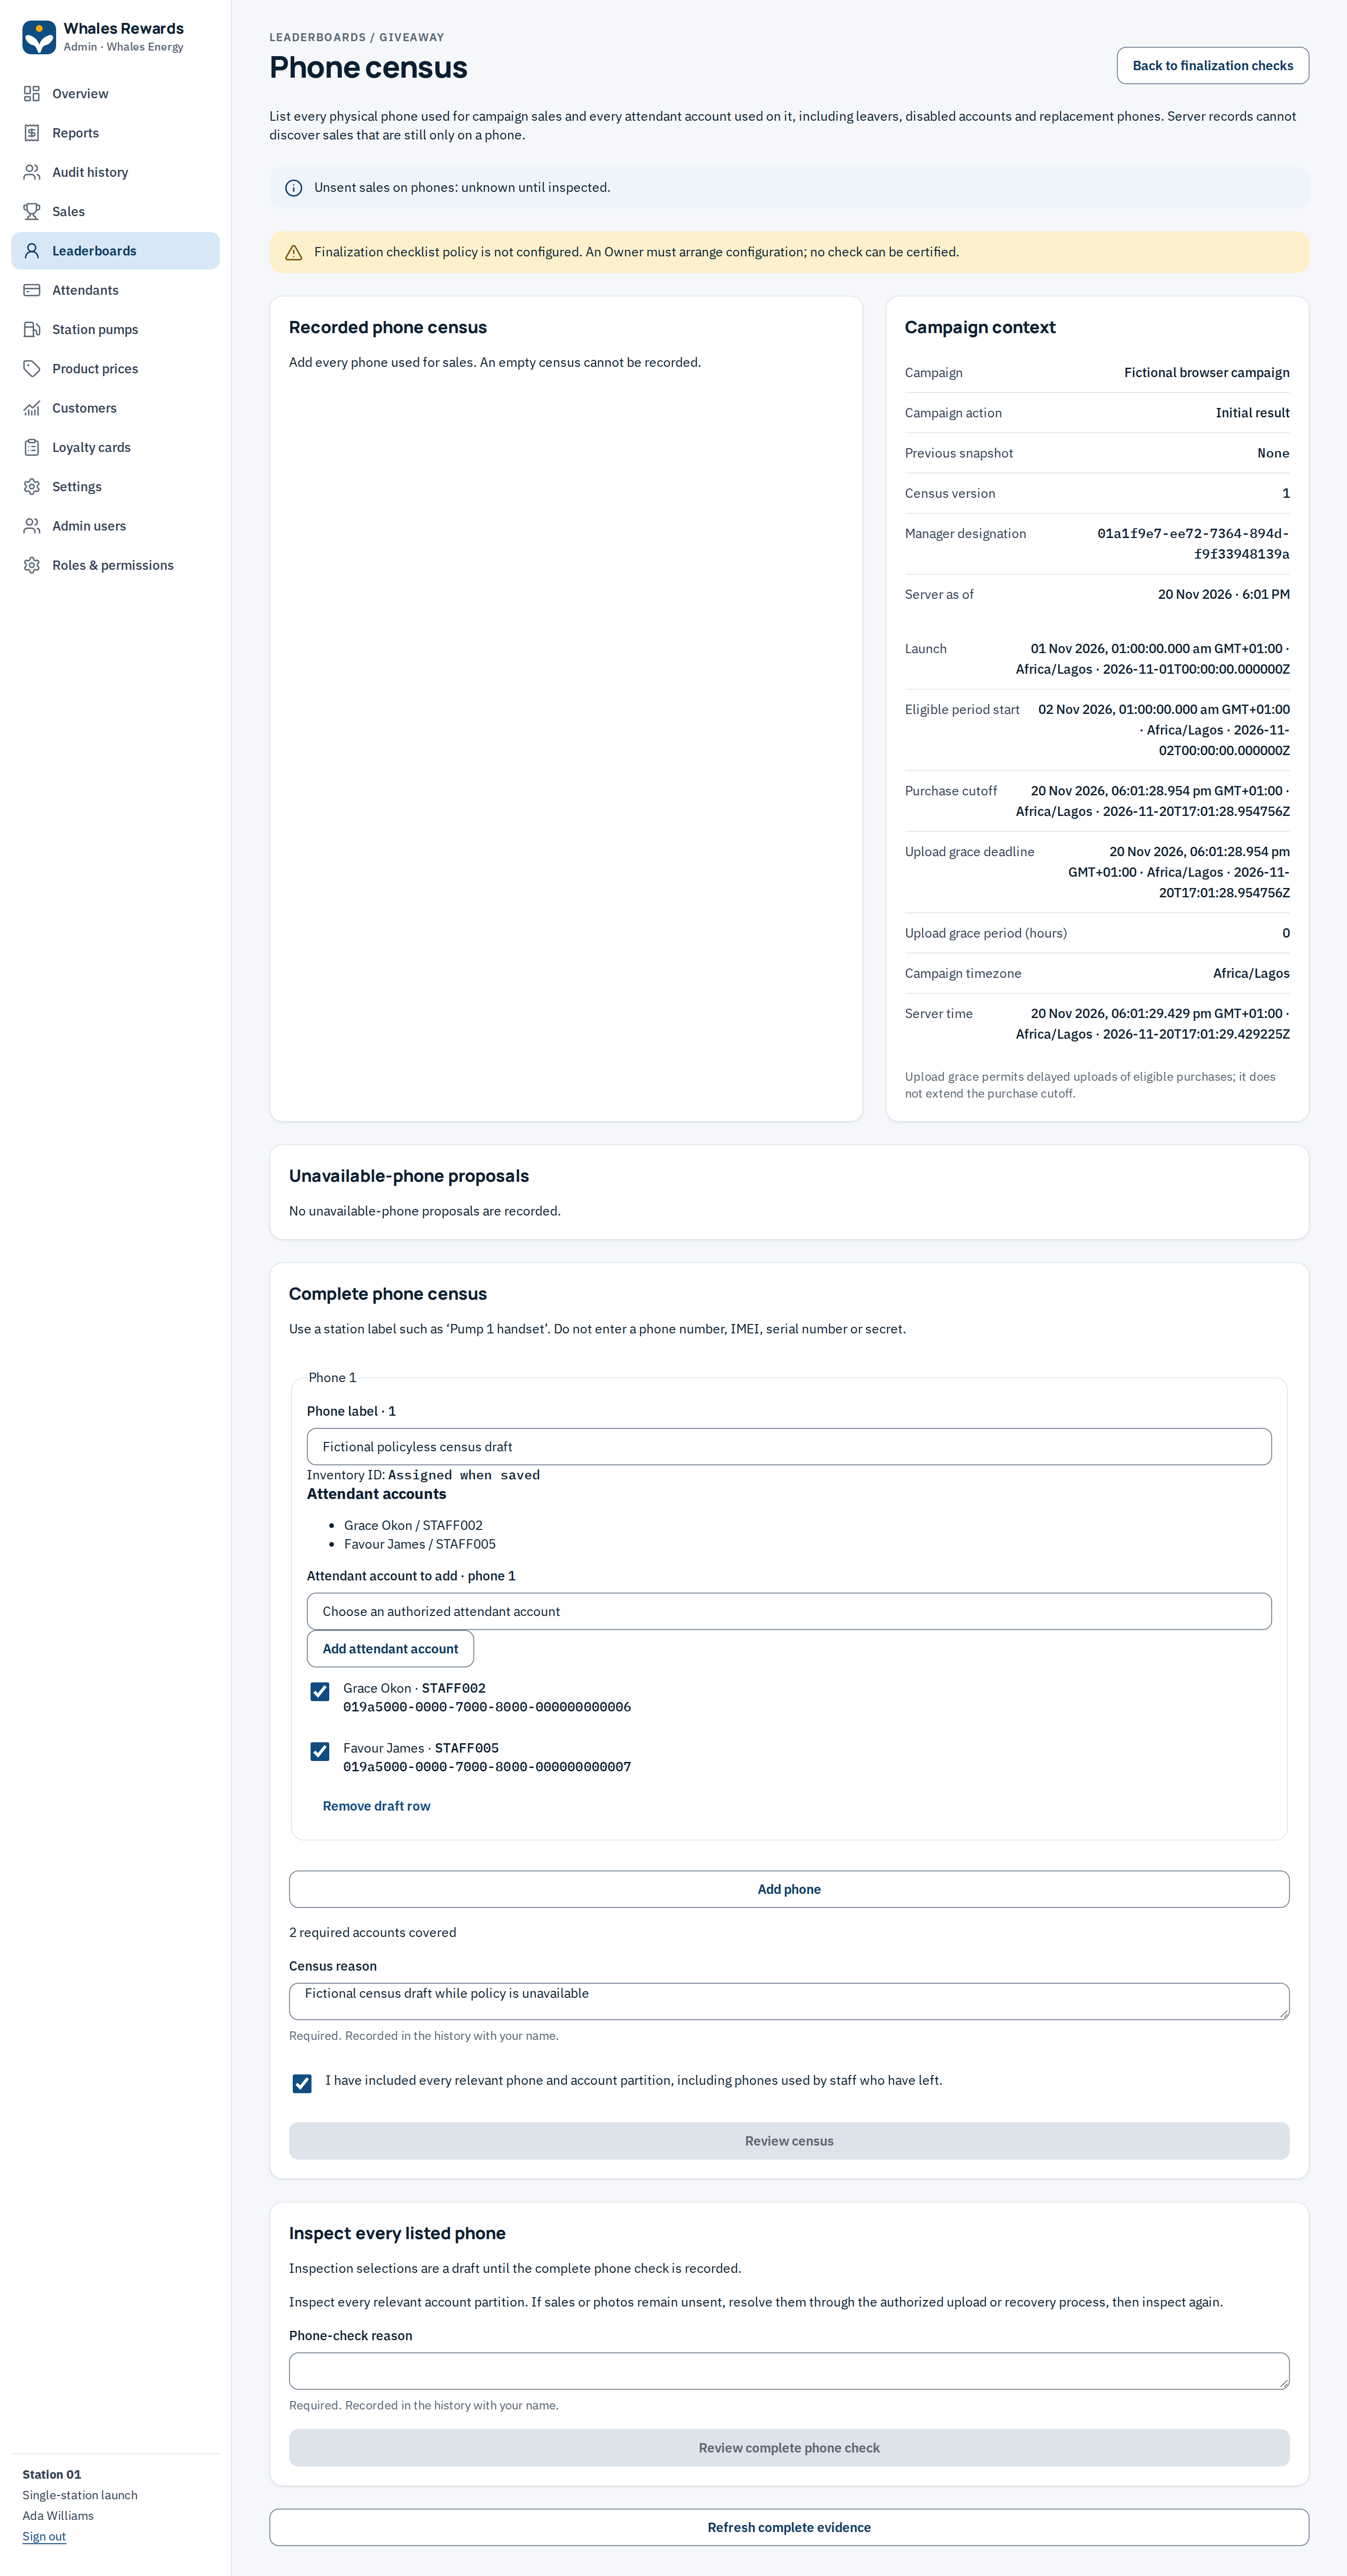 Whales Rewards
Admin · Whales Energy
Overview
Reports
Audit history
Sales
Leaderboards
Attendants
Station pumps
Product prices
Customers
Loyalty cards
Settings
Admin users
Roles & permissions
Station 01
Single-station launch
Ada Williams
Sign out
LEADERBOARDS / GIVEAWAY
Phone census
Back to finalization checks
List every physical phone used for campaign sales and every attendant account used on it, including leavers, disabled accounts and replacement phones. Server records cannot
discover sales that are still only on a phone.
Unsent sales on phones: unknown until inspected.
Finalization checklist policy is not configured. An Owner must arrange configuration; no check can be certified.
Recorded phone census
Add every phone used for sales. An empty census cannot be recorded.
Campaign context
Campaign
Fictional browser campaign
Campaign action
Initial result
Previous snapshot
None
Census version
1
Manager designation
01a1f9e7-ee72-7364-894d-
f9f33948139a
Server as of
20 Nov 2026 · 6:01 PM
Launch
01 Nov 2026, 01:00:00.000 am GMT+01:00 ·
Africa/Lagos · 2026-11-01T00:00:00.000000Z
Eligible period start
02 Nov 2026, 01:00:00.000 am GMT+01:00
· Africa/Lagos · 2026-11-
02T00:00:00.000000Z
Purchase cutoff
20 Nov 2026, 06:01:28.954 pm GMT+01:00 ·
Africa/Lagos · 2026-11-20T17:01:28.954756Z
Upload grace deadline
20 Nov 2026, 06:01:28.954 pm
GMT+01:00 · Africa/Lagos · 2026-11-
20T17:01:28.954756Z
Upload grace period (hours)
0
Campaign timezone
Africa/Lagos
Server time
20 Nov 2026, 06:01:29.429 pm GMT+01:00 ·
Africa/Lagos · 2026-11-20T17:01:29.429225Z
Upload grace permits delayed uploads of eligible purchases; it does
not extend the purchase cutoff.
Unavailable-phone proposals
No unavailable-phone proposals are recorded.
Complete phone census
Use a station label such as ‘Pump 1 handset’. Do not enter a phone number, IMEI, serial number or secret.
Phone 1
Phone label · 1
Fictional policyless census draft
Inventory ID: Assigned when saved
Attendant accounts
• Grace Okon / STAFF002
• Favour James / STAFF005
Attendant account to add · phone 1
Choose an authorized attendant account
Add attendant account
Grace Okon · STAFF002
019a5000-0000-7000-8000-000000000006
Favour James · STAFF005
019a5000-0000-7000-8000-000000000007
Remove draft row
Add phone
2 required accounts covered
Census reason
Fictional census draft while policy is unavailable
Required. Recorded in the history with your name.
I have included every relevant phone and account partition, including phones used by staff who have left.
Review census
Inspect every listed phone
Inspection selections are a draft until the complete phone check is recorded.
Inspect every relevant account partition. If sales or photos remain unsent, resolve them through the authorized upload or recovery process, then inspect again.
Phone-check reason
Required. Recorded in the history with your name.
Review complete phone check
Refresh complete evidence